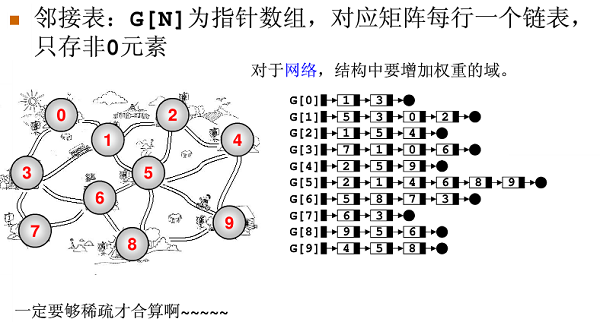 邻接表：G[N]为指针数组，对应矩阵每行一个链表，
只存非0元素
对于网络，结构中要增加权重的域。
0
2
1
4
3
5
6
7
8
9
G[0] 1 3
G[1] 5 3 0 2
G[2] 1 5 4
G[3] 7 1 0 6
G[4] 2 5 9
G[5] 2 1 4 6 8 9
G[6] 5 8 7 3
G[7] 6 3
G[8] 9 5 6
G[9] 4 5 8
一定要够稀疏才合算啊~~~~~